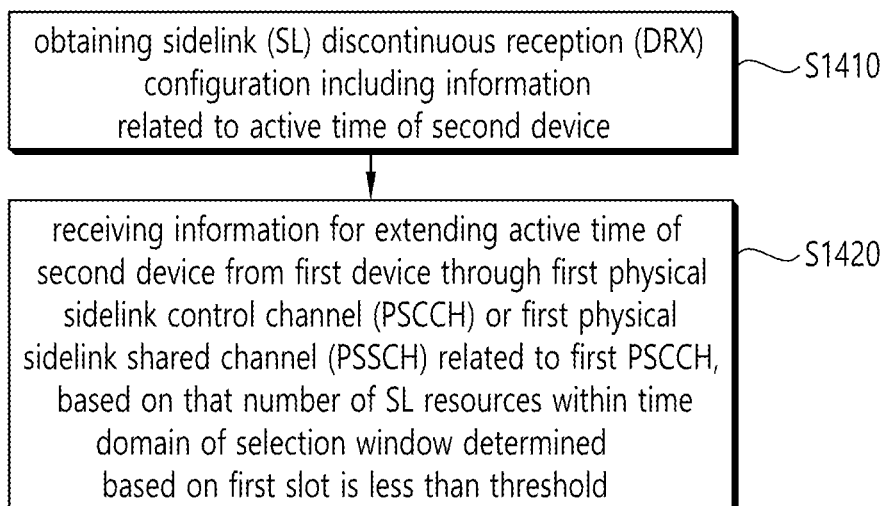 obtaining sidelink (SL) discontinuous reception (DRX)
configuration including information
related to active time of second device
S1410
receiving information for extending active time of
second device from first device through first physical
sidelink control channel (PSCCH) or first physical
sidelink shared channel (PSSCH) related to first PSCCH,
based on that number of SL resources within time
domain of selection window determined
based on first slot is less than threshold
S1420